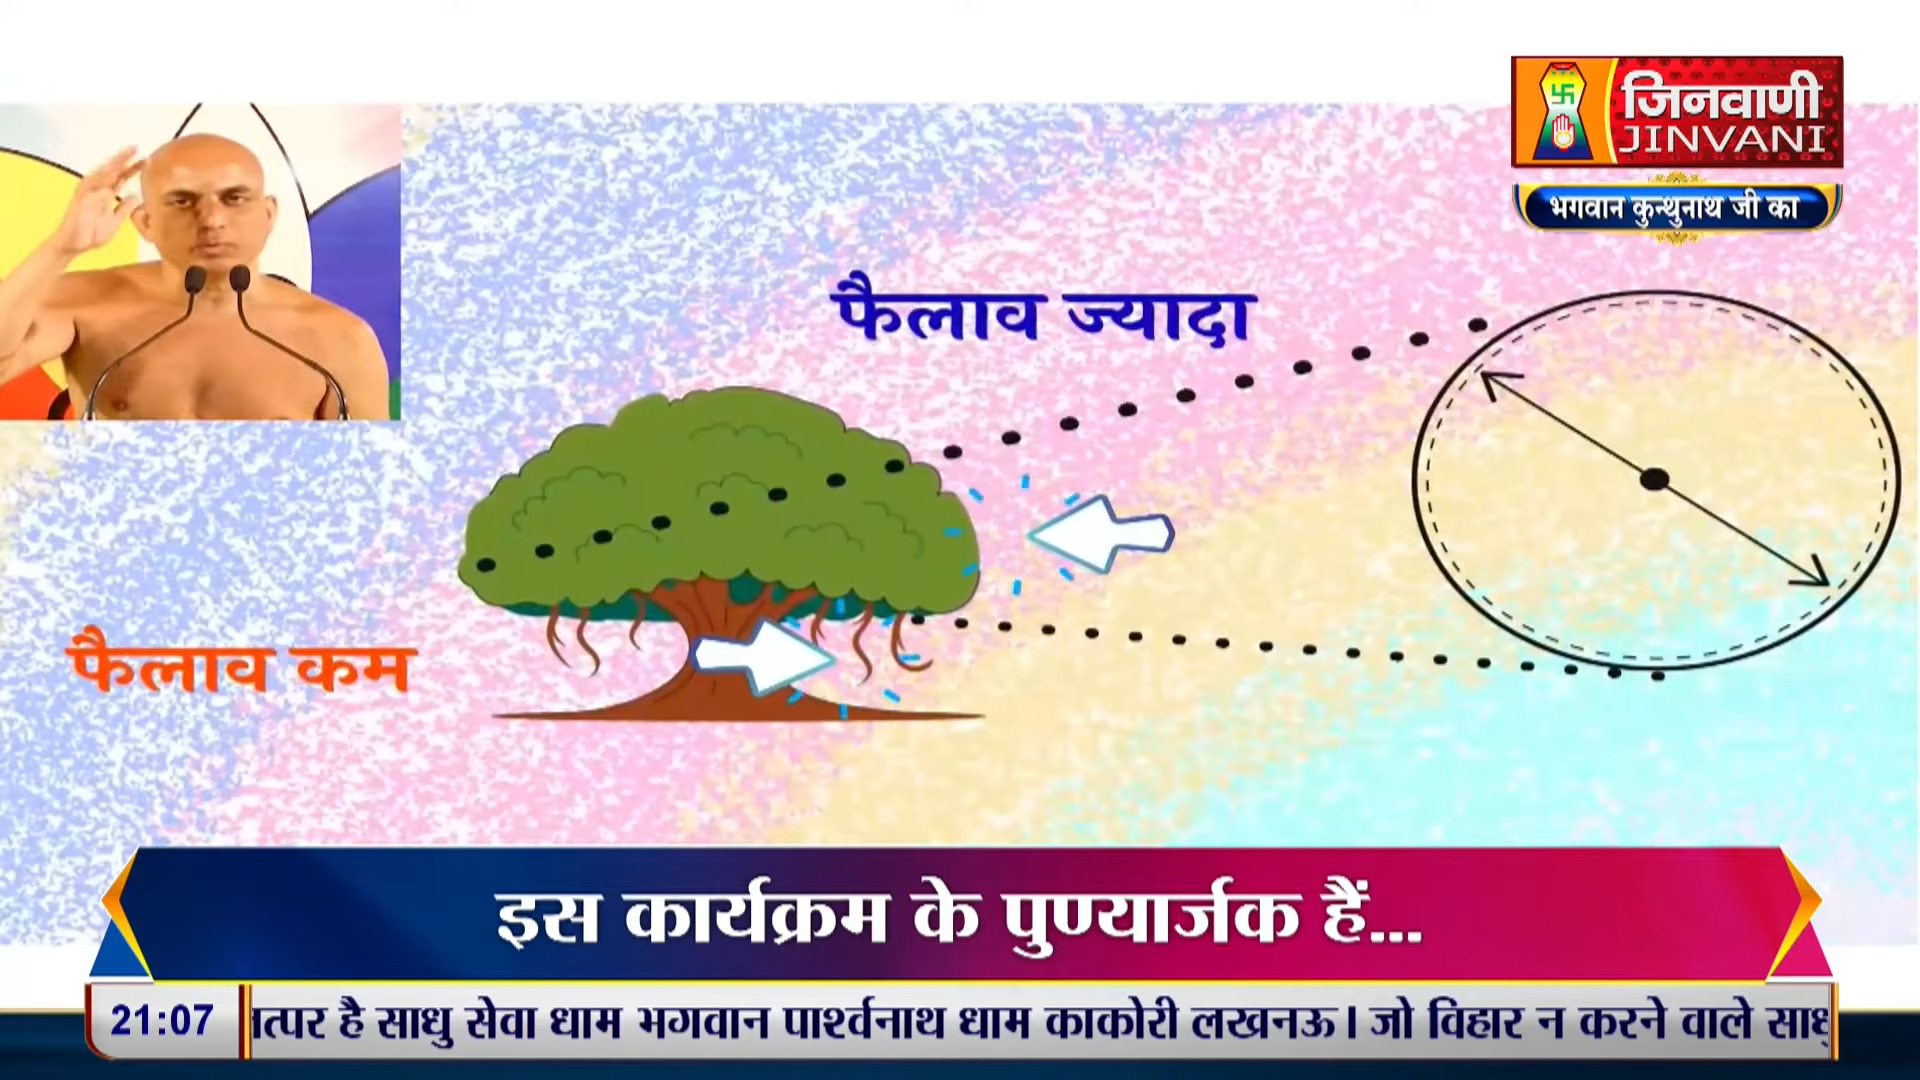 जिनवाणी
JINVANI
भगवान कुन्थुनाथ जी का
फैलाव ज्यादा
फैलाव कम
इस कार्यक्रम के पुण्यार्जक हैं...
21:07
है साधु सेवा धाम भगवान पार्श्वनाथ धाम काकोरी लखनऊ। जो विहार न करने वाले